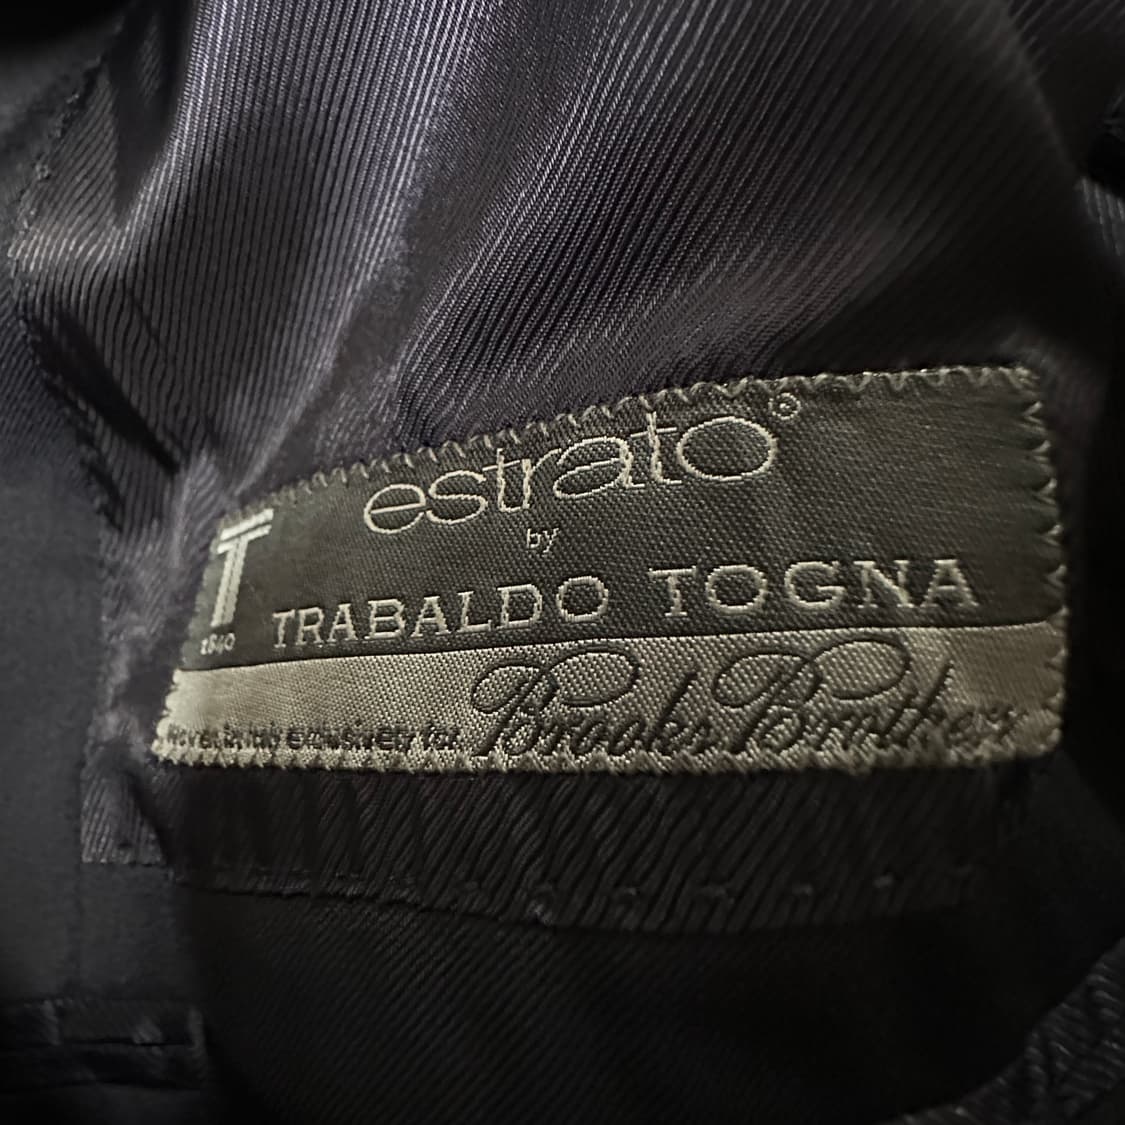 estrato®
by
T
1840
TRABALDO TOGNA
Woven in Italy exclusively for Brooks Brothers